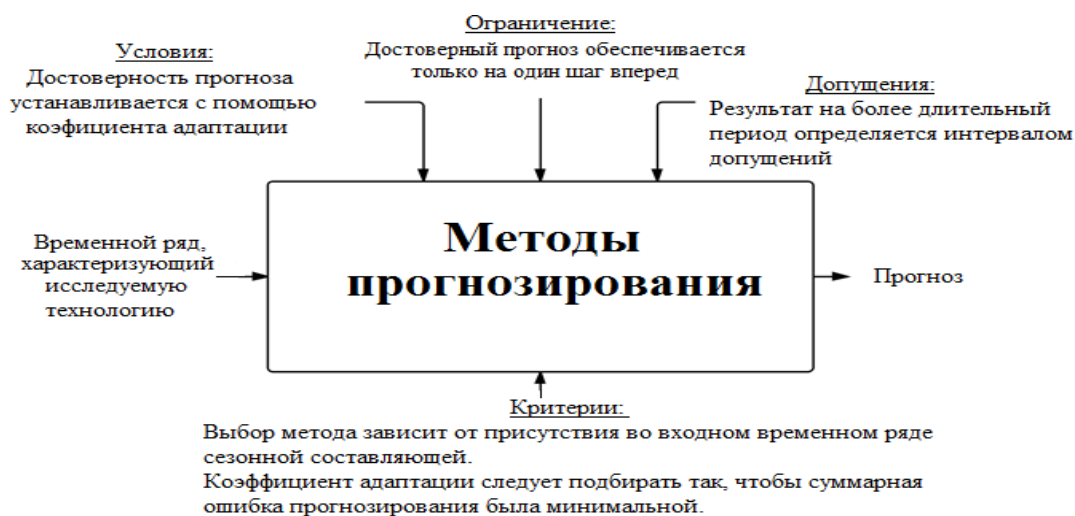 Ограничение:
Достоверный прогноз обеспечивается
только на один шаг вперед
Условия:
Достоверность прогноза
устанавливается с помощью
коэфициента адаптации
Допущения:
Результат на более длительный
период определяется интервалом
допущений
Временной ряд,
характеризующий
исследуемую
технологию
Методы
прогнозирования
Прогноз
Критерии:
Выбор метода зависит от присутствия во входном временном ряде
сезонной составляющей.
Коэффициент адаптации следует подбирать так, чтобы суммарная
ошибка прогнозирования была минимальной.